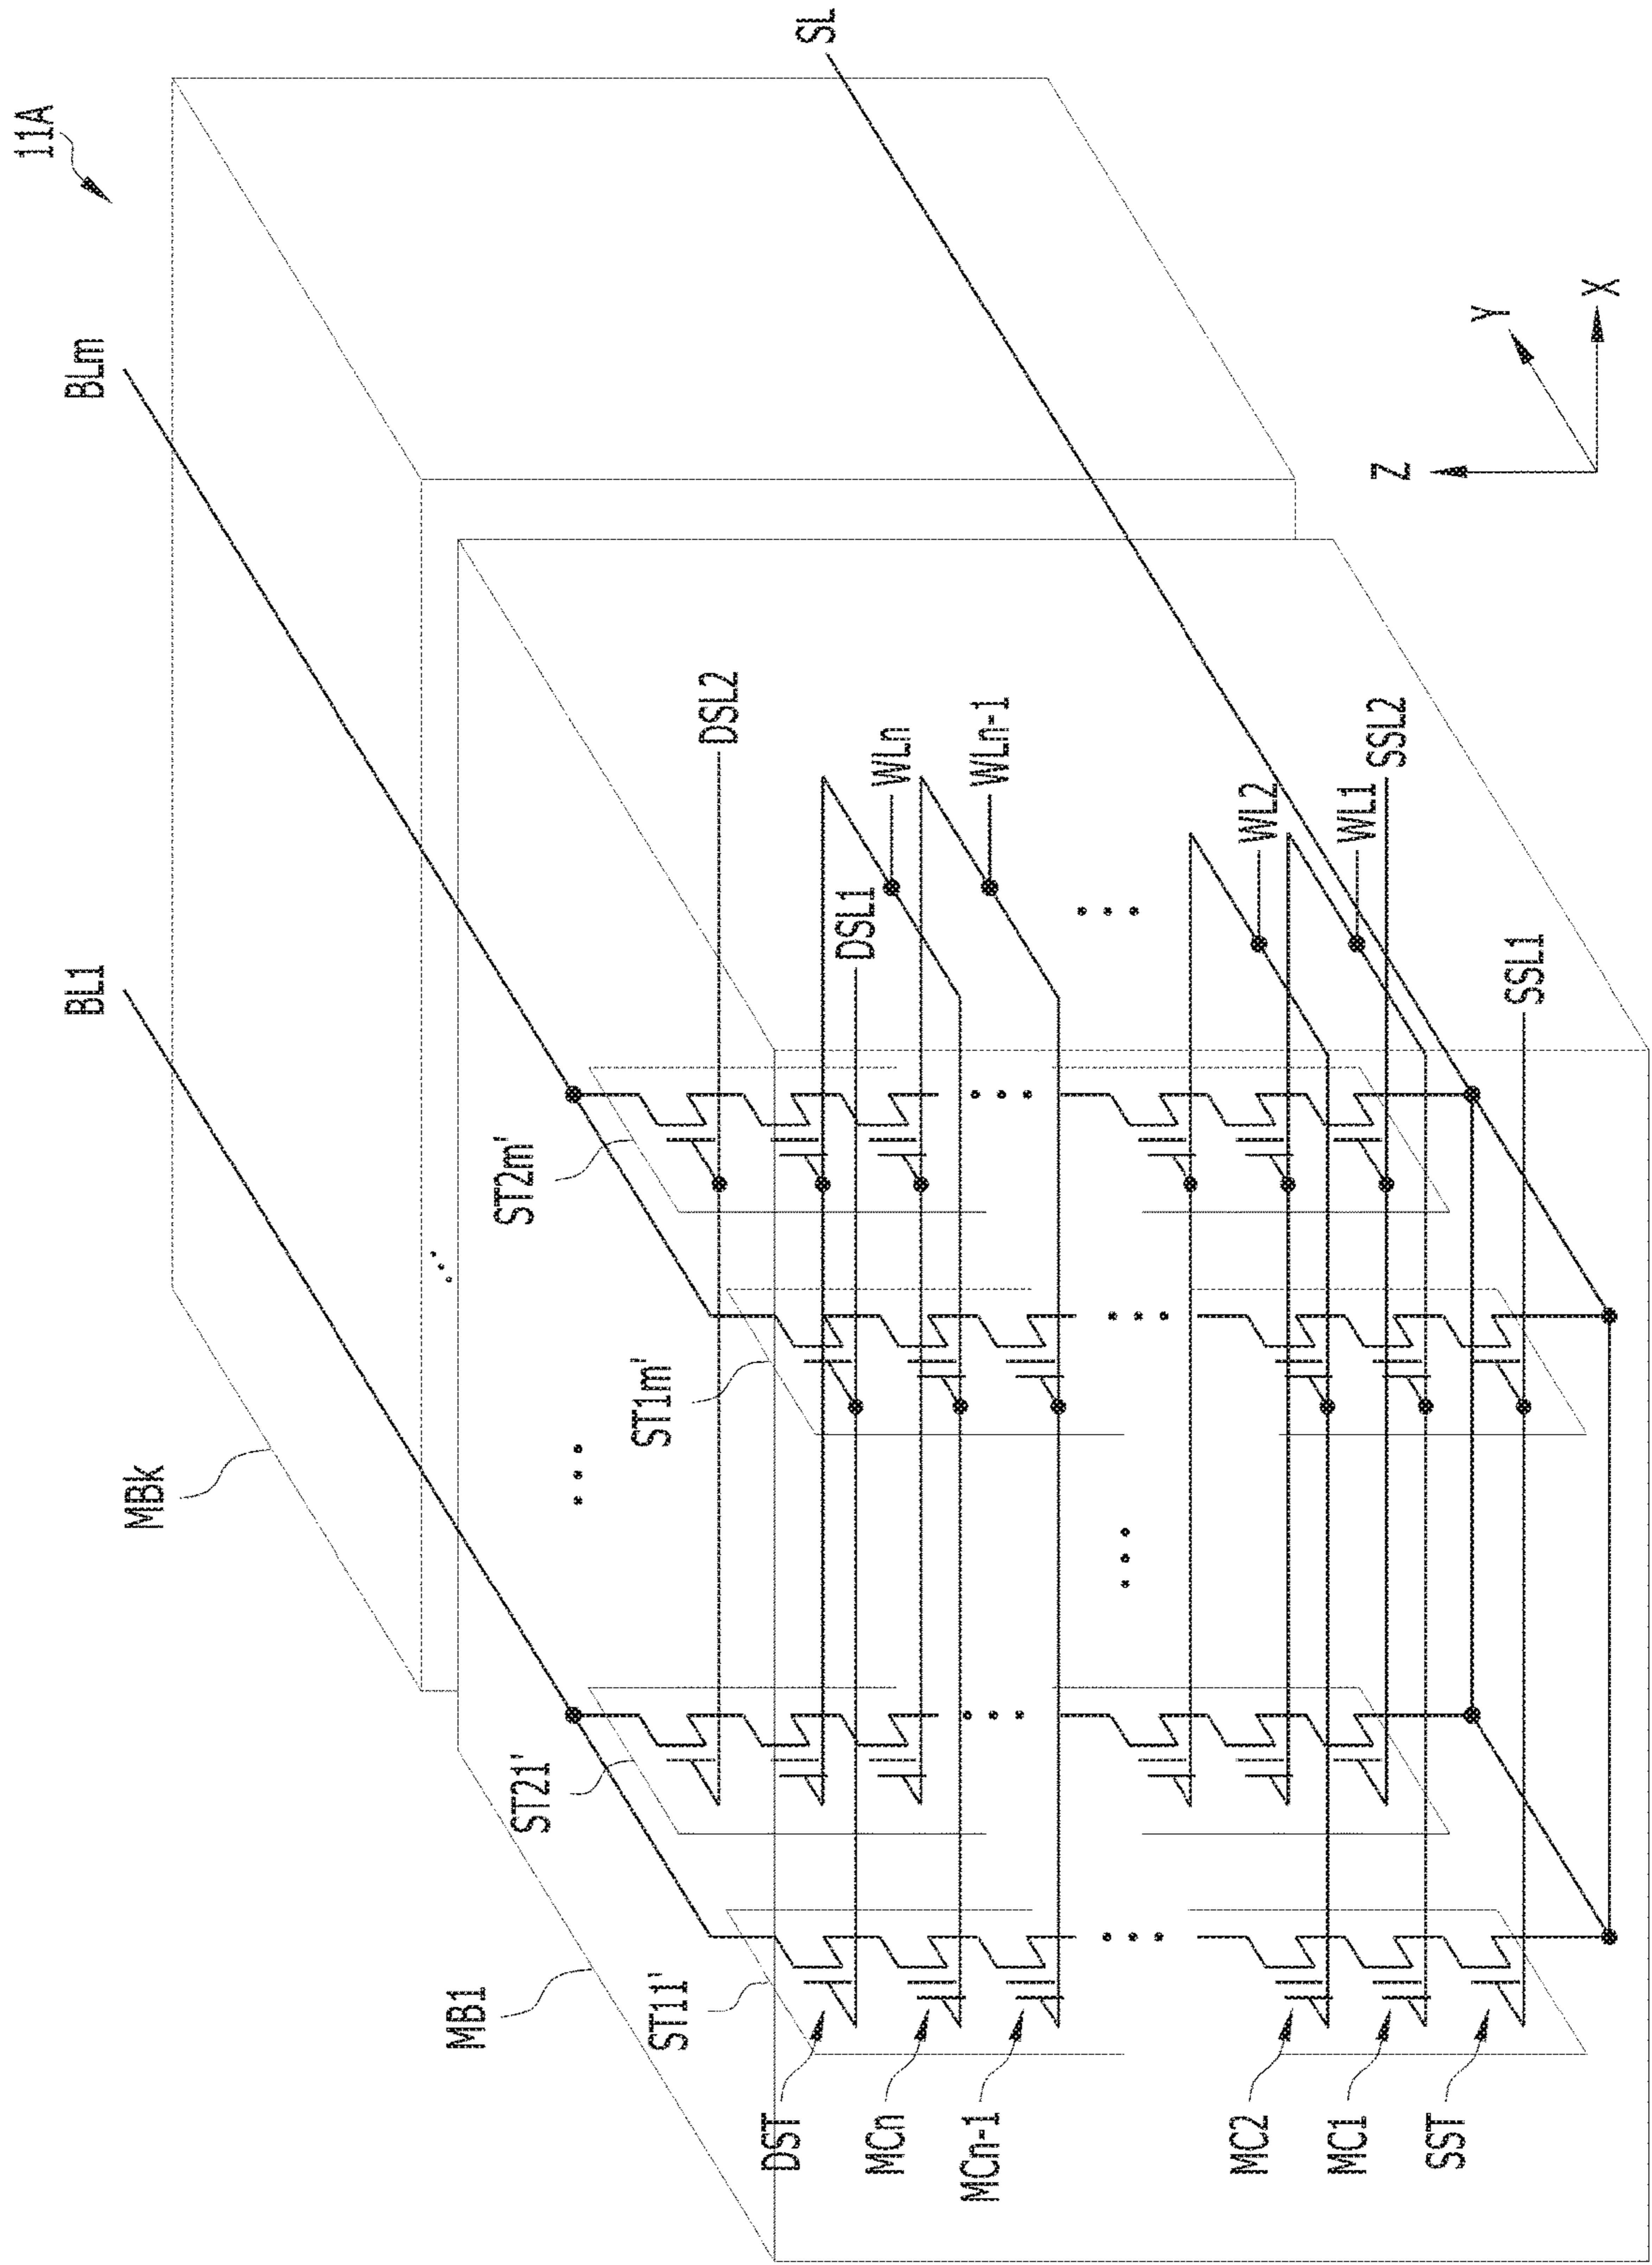 11A
BL1
BLm
SL
MBk
MB1
ST21'
ST2m'
ST11'
ST1m'
DSL2
DSL1
WLn
WLn-1
WL2
WL1
SSL2
SSL1
DST
MCn
MCn-1
MC2
MC1
SST
Z
Y
X